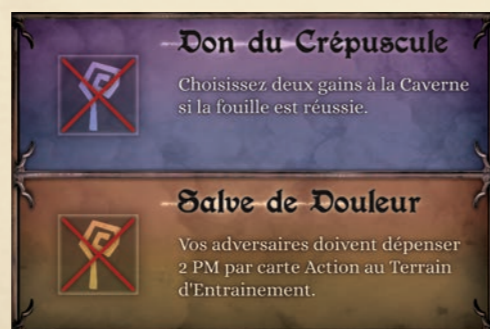 Don du Crépuscule
Choisissez deux gains à la Caverne
si la fouille est réussie.
Salve de Douleur
Vos adversaires doivent dépenser
2 PM par carte Action au Terrain
d'Entrainement.